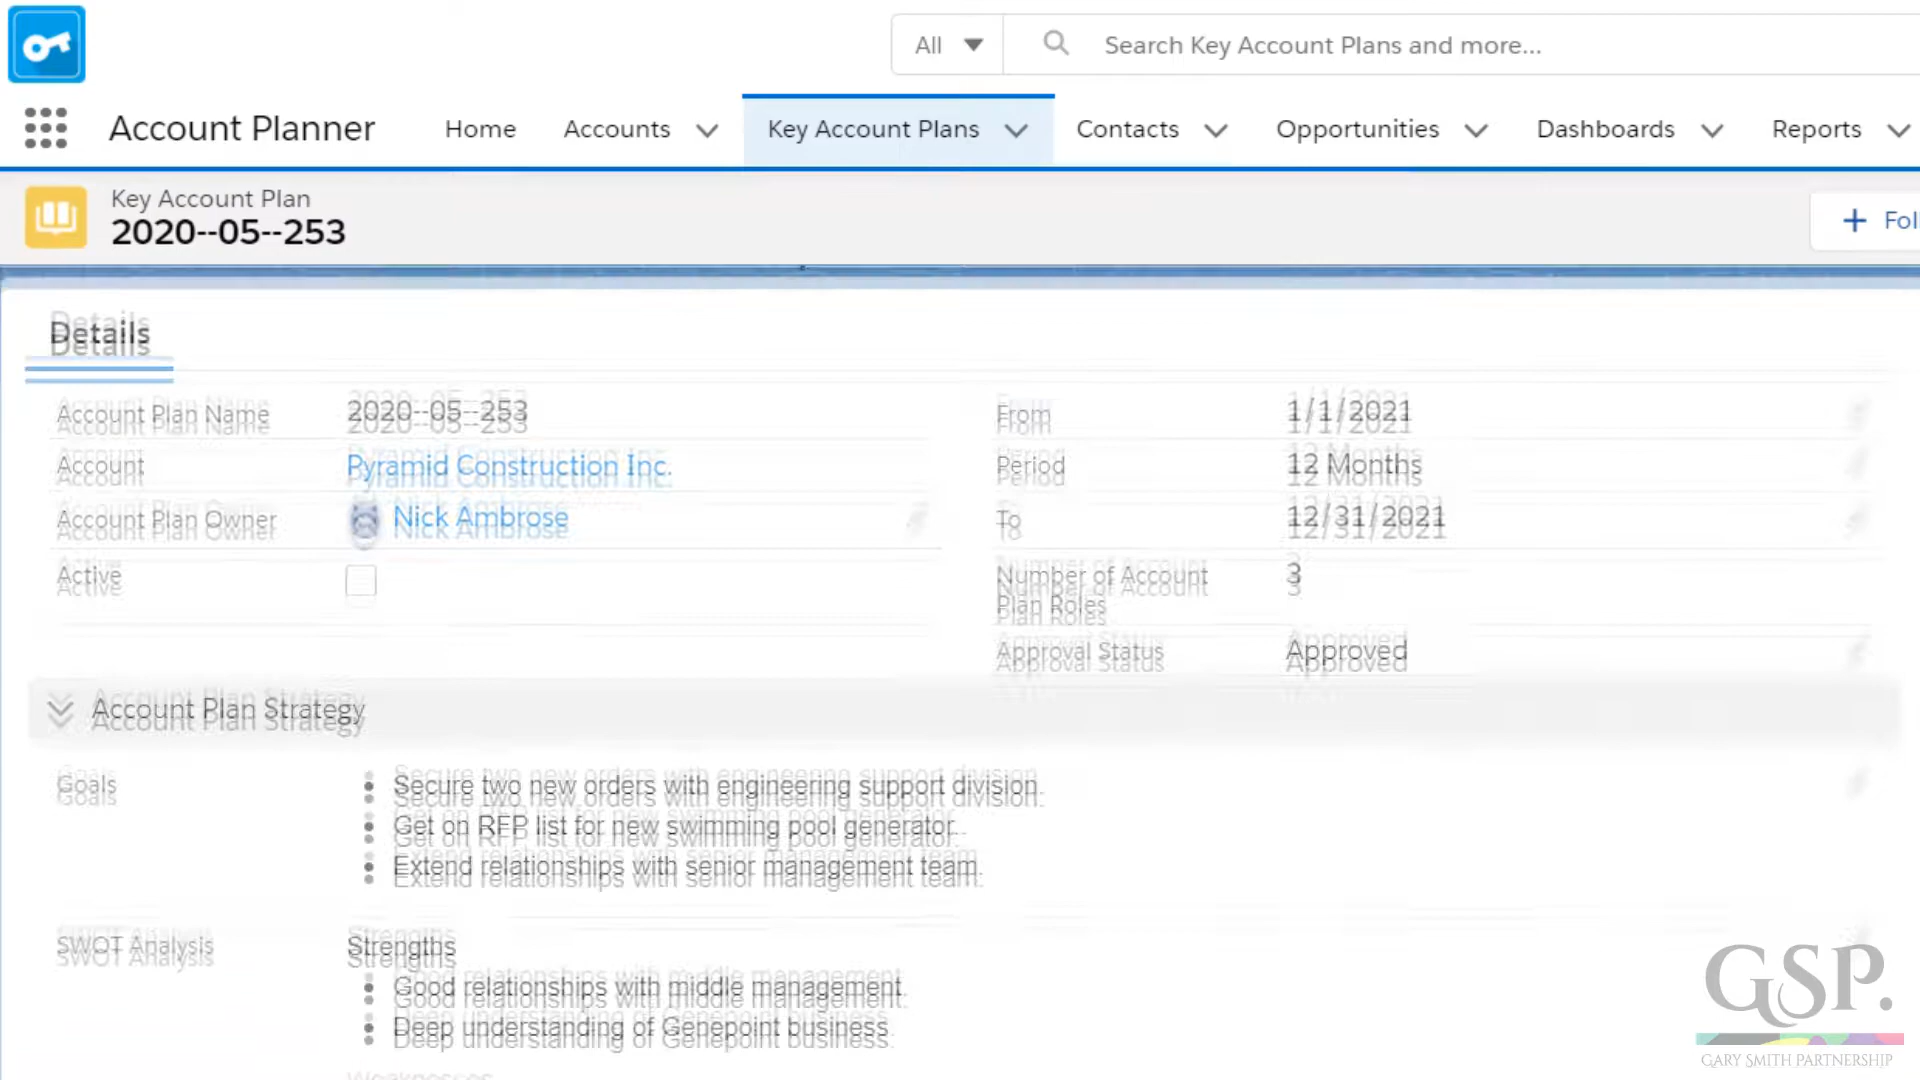 All
Search Key Account Plans and more...
Account Planner
Home
Accounts
Key Account Plans
Contacts
Opportunities
Dashboards
Reports
Key Account Plan
2020--05--253
Details
Account Plan Name
2020--05--253
From
1/1/2021
Account
Pyramid Construction Inc.
Period
12 Months
Account Plan Owner
Nick Ambrose
To
12/31/2021
Active
Number of Account
Plan Roles
3
Approval Status
Approved
Account Plan Strategy
Goals
Secure two new orders with engineering support division.
Get on RFP list for new swimming pool generator.
Extend relationships with senior management team.
SWOT Analysis
Strengths
Good relationships with middle management.
Deep understanding of Genepoint business.
Weaknesses
GSP.
GARY SMITH PARTNERSHIP